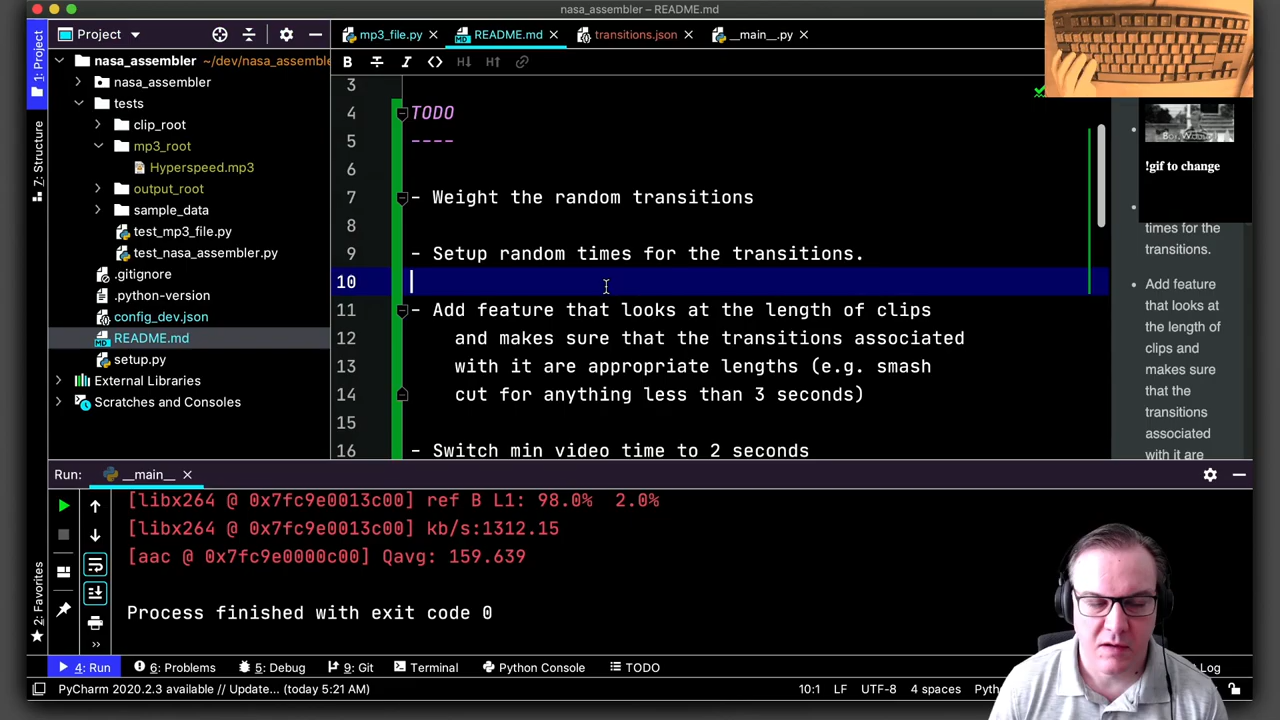 nasa_assembler – README.md
Project
mp3_file.py
README.md
transitions.json
__main__.py
1: Project
7: Structure
2: Favorites
nasa_assembler ~/dev/nasa_assemble
nasa_assembler
tests
clip_root
mp3_root
Hyperspeed.mp3
output_root
sample_data
test_mp3_file.py
test_nasa_assembler.py
.gitignore
.python-version
config_dev.json
README.md
setup.py
External Libraries
Scratches and Consoles
B I <>
3
4 TODO
5 ----
6
7 - Weight the random transitions
8
9 - Setup random times for the transitions.
10
11 - Add feature that looks at the length of clips
12 and makes sure that the transitions associated
13 with it are appropriate lengths (e.g. smash
14 cut for anything less than 3 seconds)
15
16 - Switch min video time to 2 seconds
!gif to change
times for the
transitions.
Add feature
that looks at
the length of
clips and
makes sure
that the
transitions
associated
with it are
Run: __main__
[libx264 @ 0x7fc9e0013c00] ref B L1: 98.0% 2.0%
[libx264 @ 0x7fc9e0013c00] kb/s:1312.15
[aac @ 0x7fc9e0000c00] Qavg: 159.639
Process finished with exit code 0
4: Run
6: Problems
5: Debug
9: Git
Terminal
Python Console
TODO
Log
PyCharm 2020.2.3 available // Update... (today 5:21 AM)
10:1 LF UTF-8 4 spaces